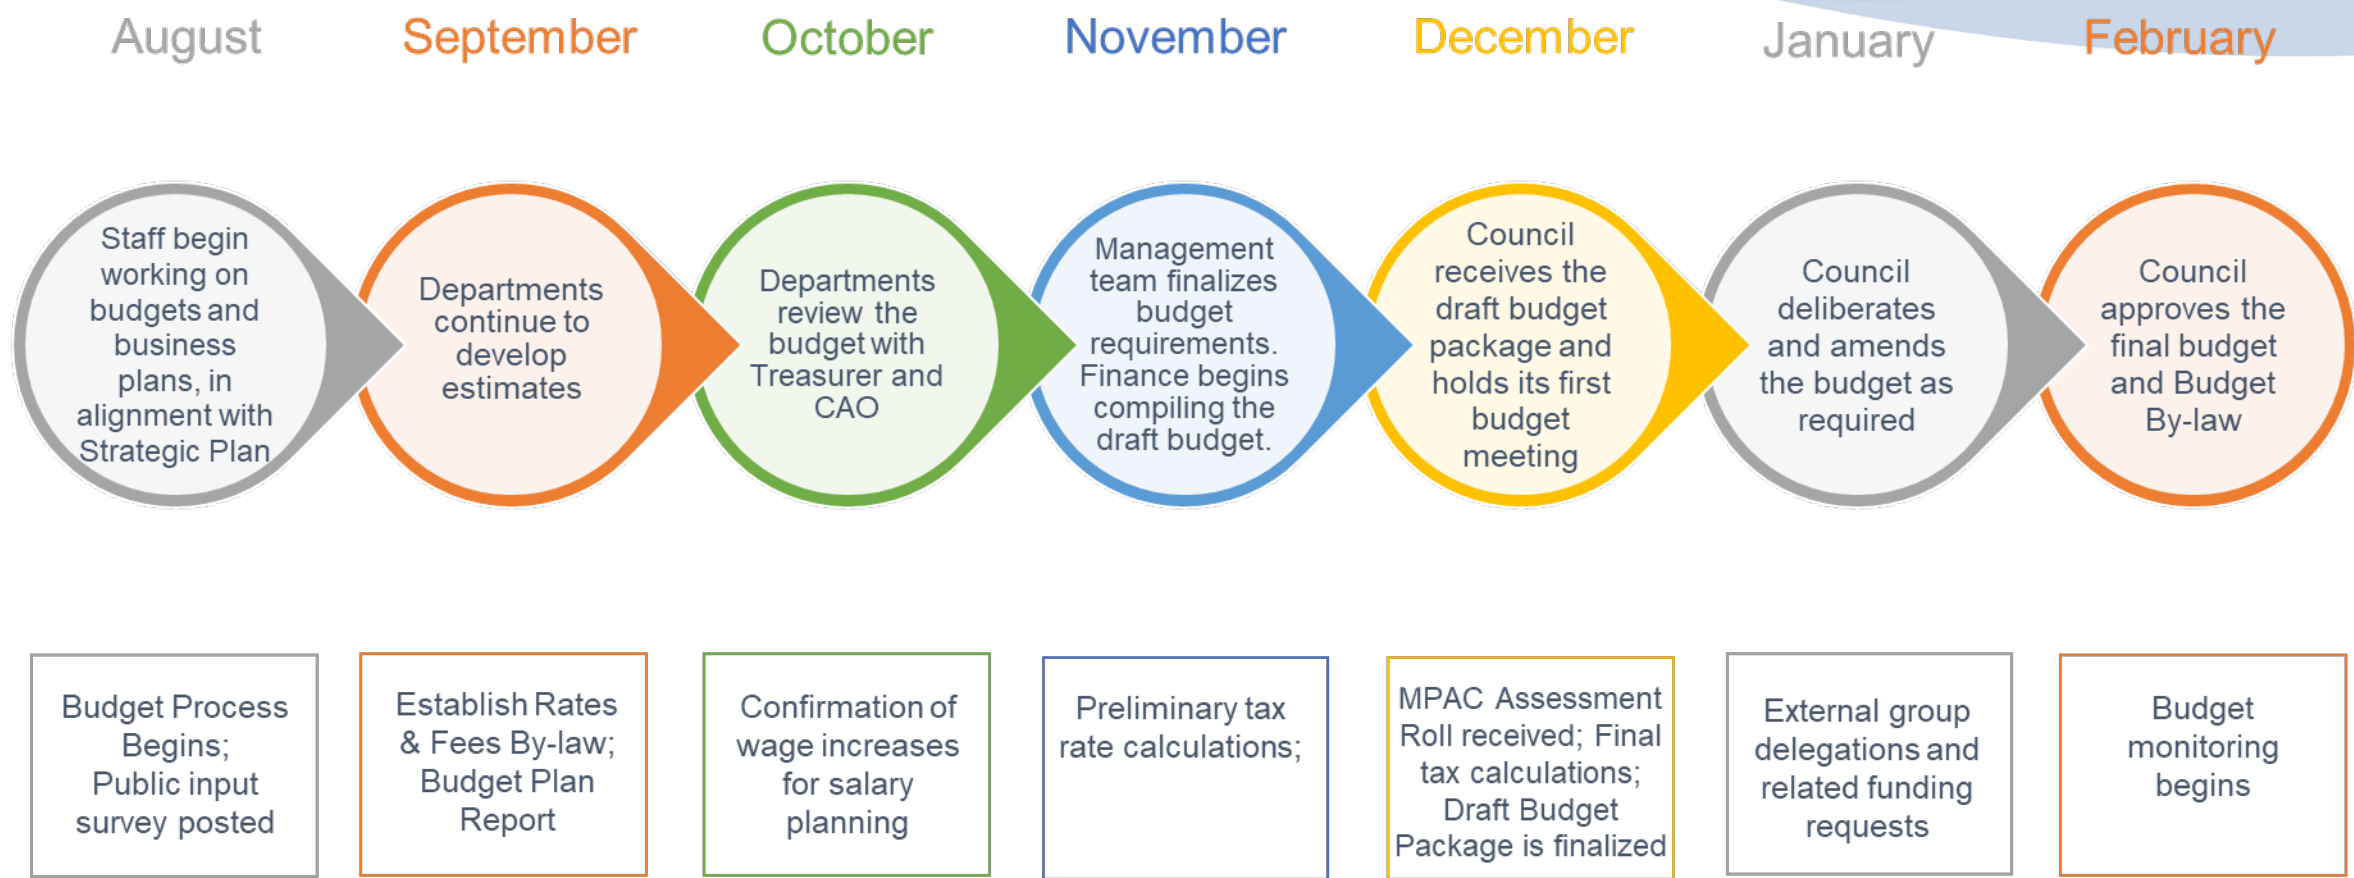 August
September
October
November
December
January
February
Staff begin
working on
budgets and
business
plans, in
alignment with
Strategic Plan
Departments
continue to
develop
estimates
Departments
review the
budget with
Treasurer and
CAO
Management
team finalizes
budget
requirements.
Finance begins
compiling the
draft budget.
Council
receives the
draft budget
package and
holds its first
budget
meeting
Council
deliberates
and amends
the budget as
required
Council
approves the
final budget
and Budget
By-law
Budget Process
Begins;
Public input
survey posted
Establish Rates
& Fees By-law;
Budget Plan
Report
Confirmation of
wage increases
for salary
planning
Preliminary tax
rate calculations;
MPAC Assessment
Roll received; Final
tax calculations;
Draft Budget
Package is finalized
External group
delegations and
related funding
requests
Budget
monitoring
begins